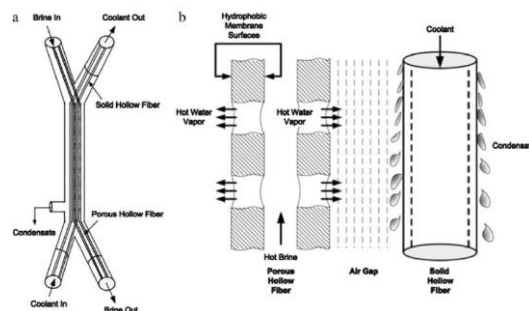 a
Brine In
Coolant Out
Solid Hollow Fiber
Porous Hollow Fiber
Condensate
Coolant In
Brine Out
b
Hydrophobic
Membrane
Surfaces
Coolant
Hot Water
Vapor
Hot Water
Vapor
Condensate
Hot Brine
Porous
Hollow
Fiber
Air Gap
Solid
Hollow
Fiber